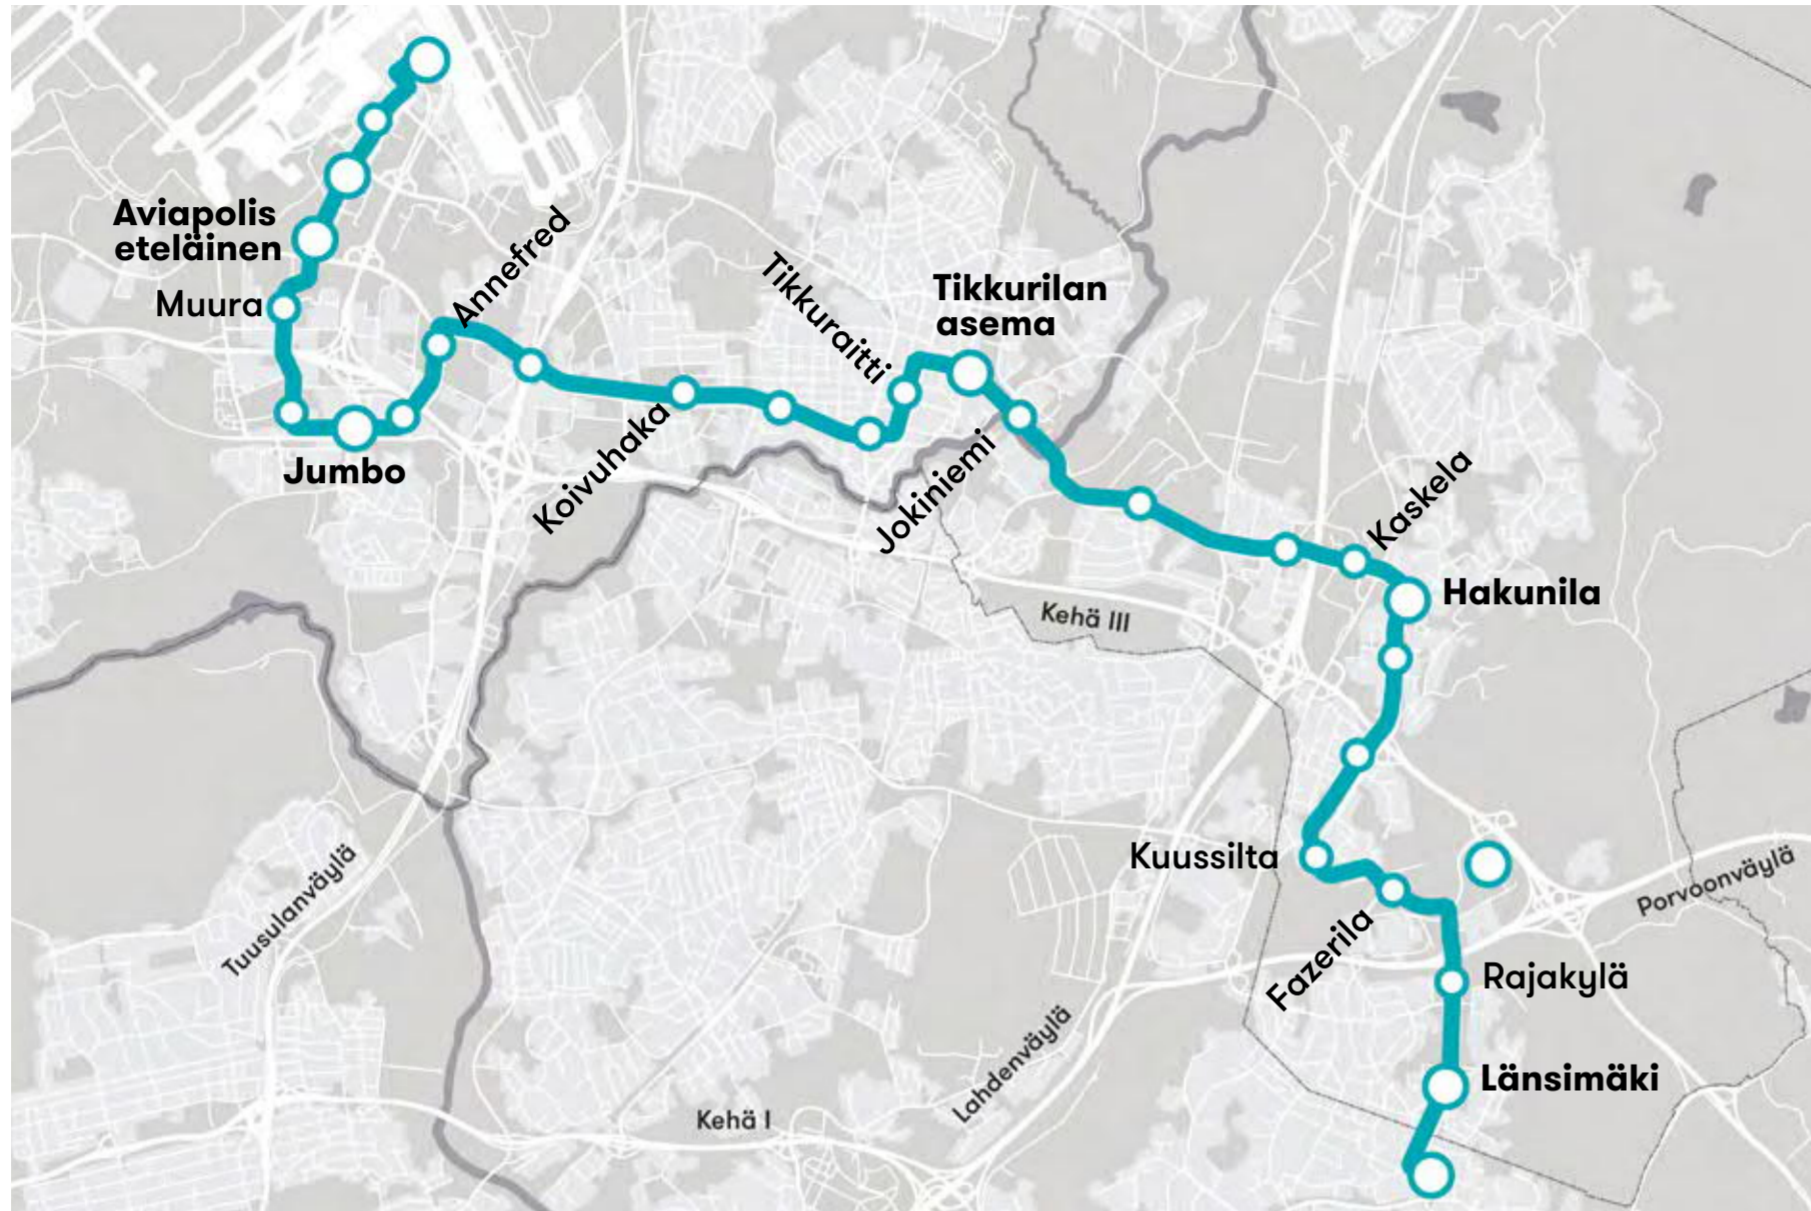 Aviapolis
eteläinen
Muura
Annefred
Jumbo
Koivuhaka
Tikkuraitti
Tikkurilan
asema
Jokiniemi
Kaskela
Hakunila
Kehä III
Kuussilta
Fazerila
Porvoonväylä
Rajakylä
Länsimäki
Tuusulanväylä
Lahdenväylä
Kehä I